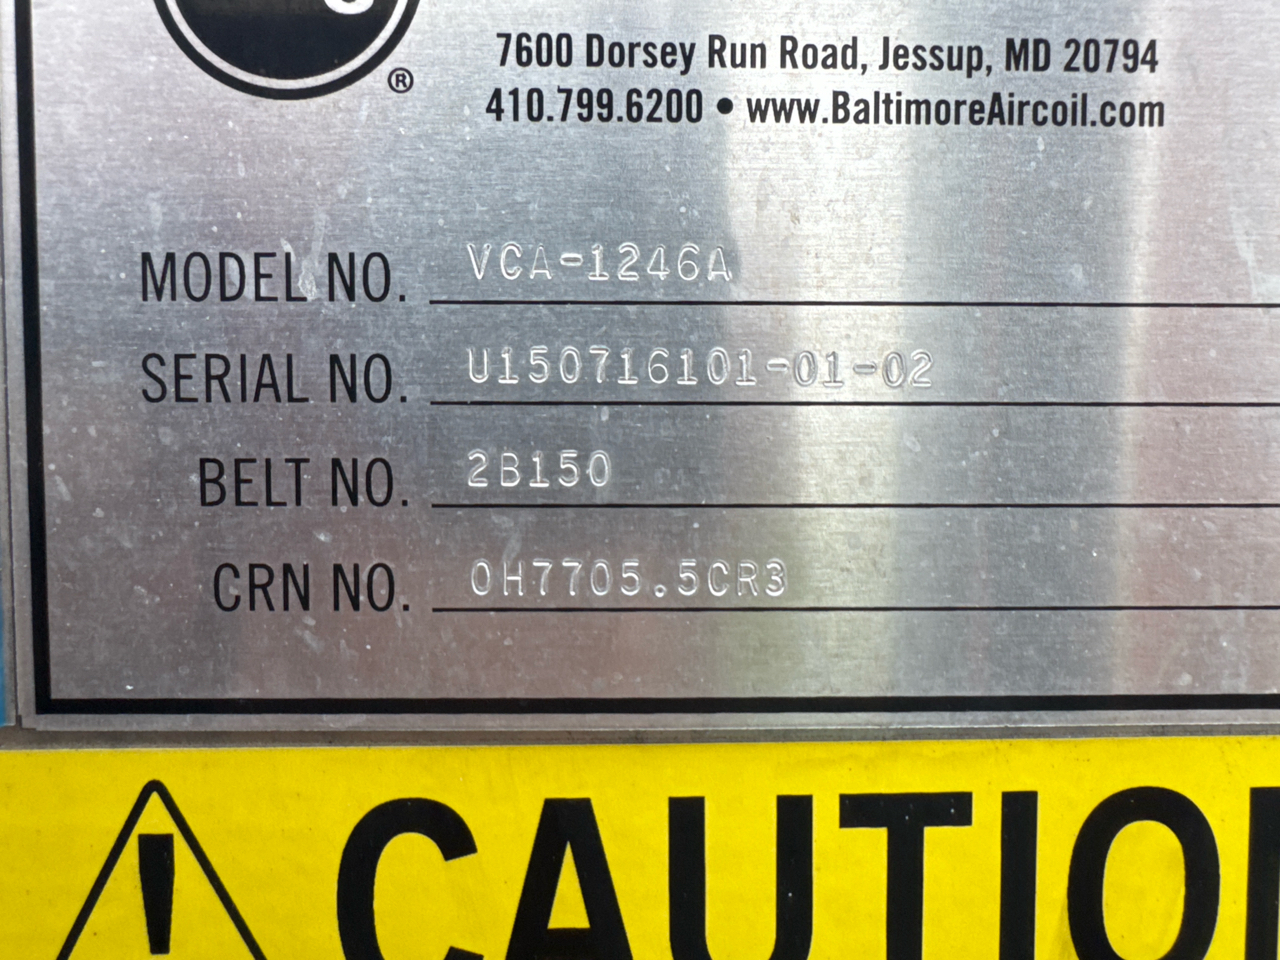 7600 Dorsey Run Road, Jessup, MD 20794
410.799.6200 • www.BaltimoreAircoil.com
®
MODEL NO. VCA-1246A
SERIAL NO. U150716101-01-02
BELT NO. 2B150
CRN NO. 0H7705.5CR3
CAUTION